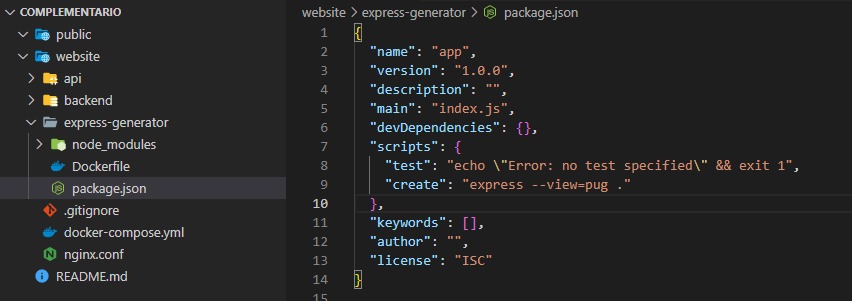 COMPLEMENTARIO
public
website
api
backend
express-generator
node_modules
Dockerfile
package.json
.gitignore
docker-compose.yml
nginx.conf
README.md
website > express-generator > package.json
1 {
2 "name": "app",
3 "version": "1.0.0",
4 "description": "",
5 "main": "index.js",
6 "devDependencies": {},
7 "scripts": {
8 "test": "echo \"Error: no test specified\" && exit 1",
9 "create": "express --view=pug ."
10 },
11 "keywords": [],
12 "author": "",
13 "license": "ISC"
14 }
15